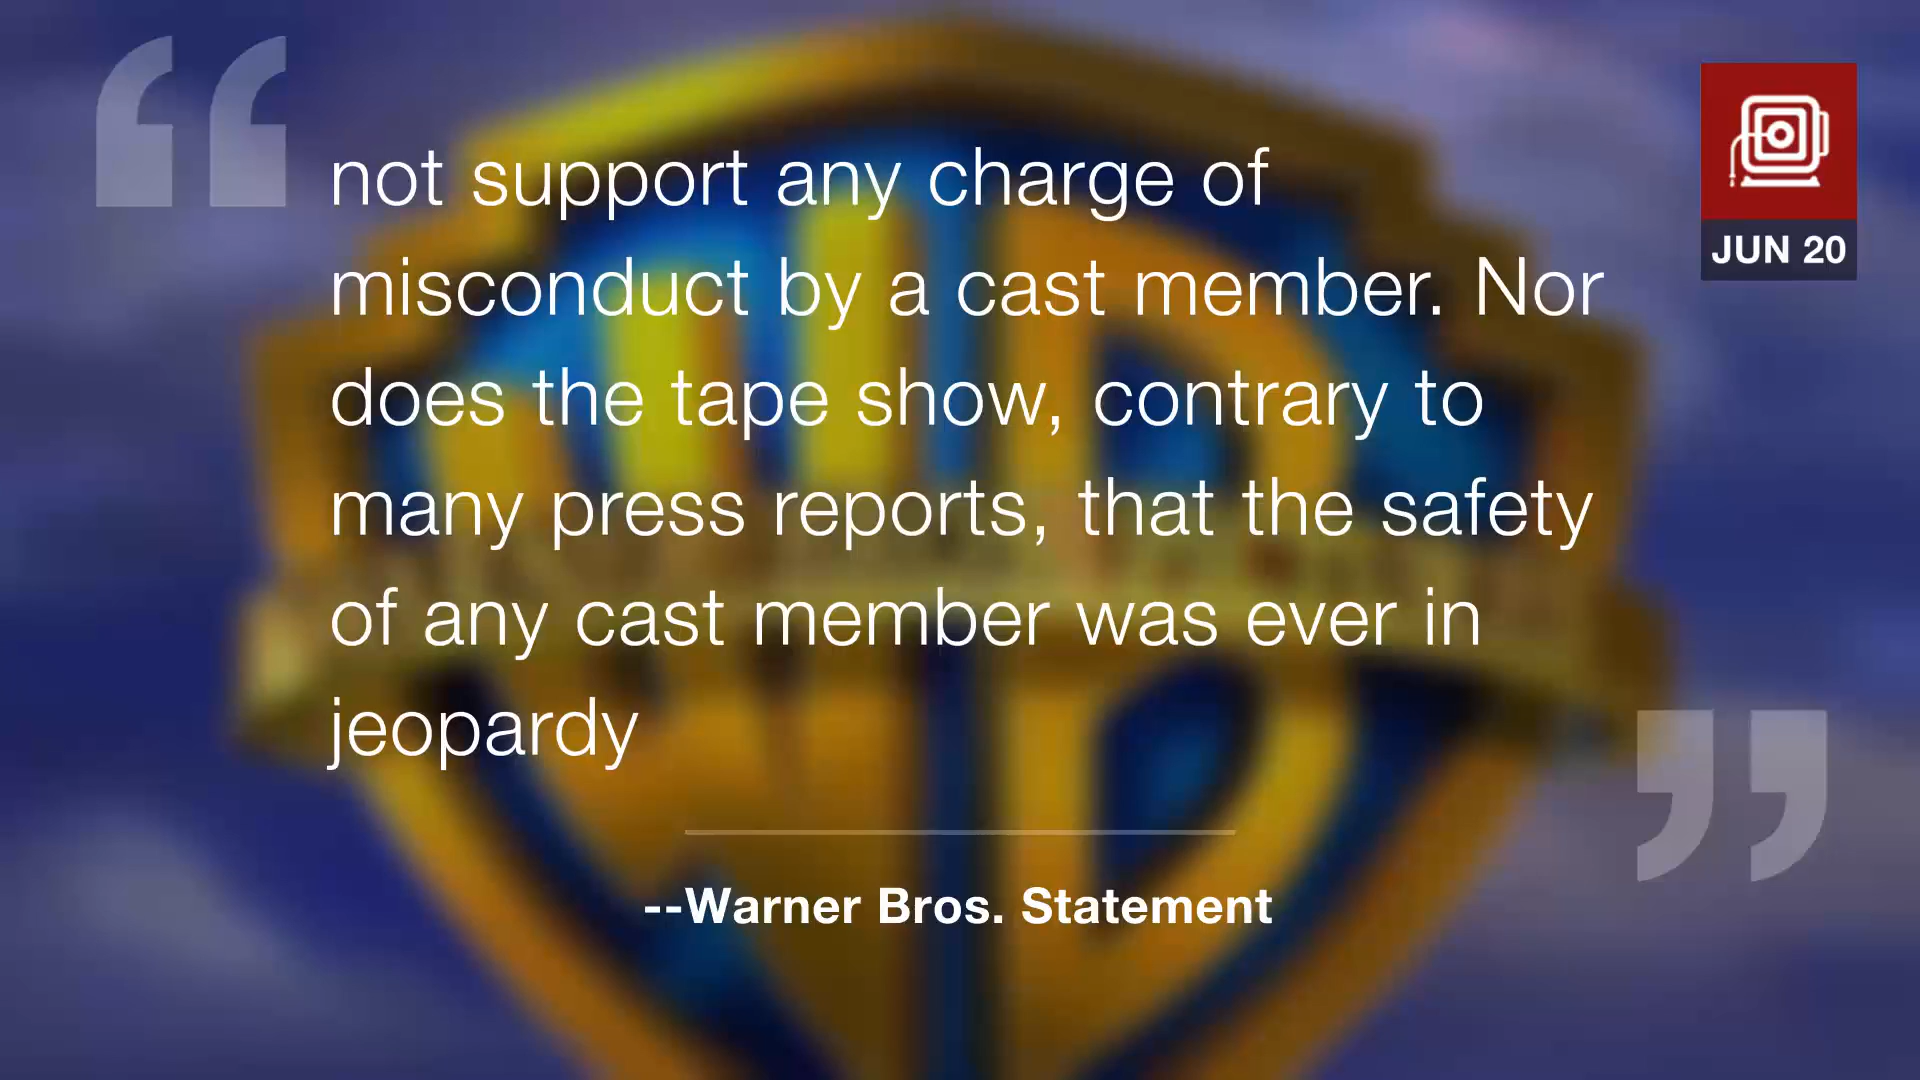 “
not support any charge of
misconduct by a cast member. Nor
does the tape show, contrary to
many press reports, that the safety
of any cast member was ever in
jeopardy
”
--Warner Bros. Statement
JUN 20
WB